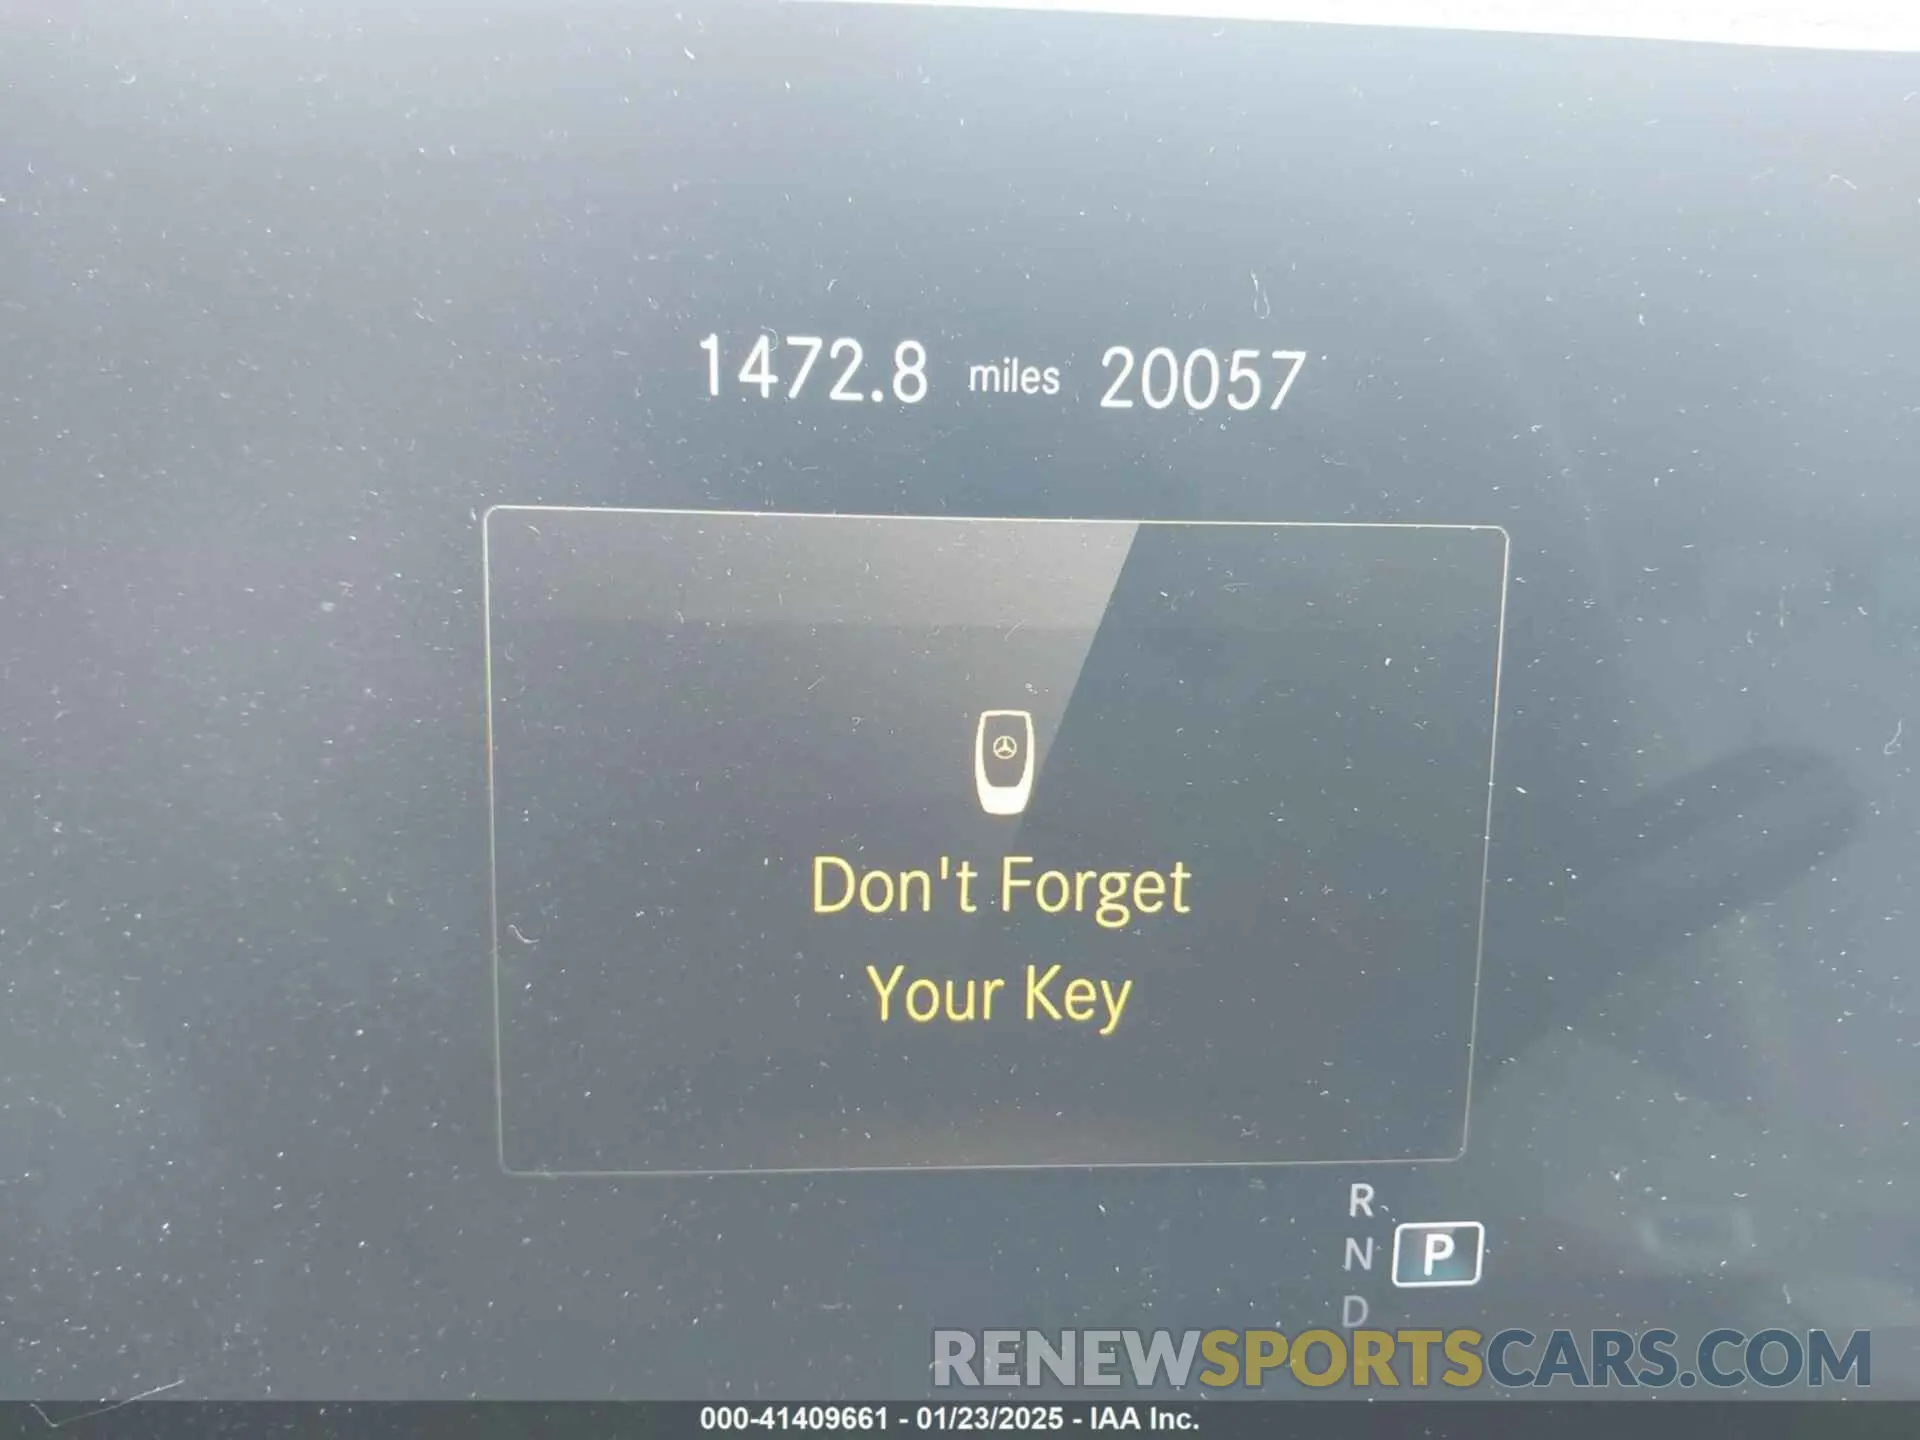 1472.8 miles 20057
Don't Forget
Your Key
R
N P
D
RENEWSPORTSCARS.COM
000-41409661 - 01/23/2025 - IAA Inc.